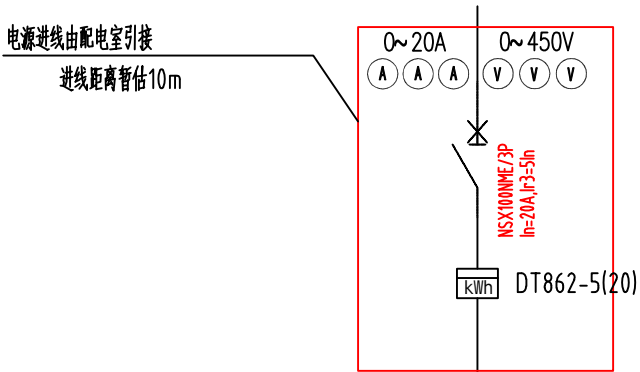 电源进线由配电室引接
进线距离暂估10m
0~20A 0~450V
A A A V V V
NSX100NME/3P
In=20A,Ir3=5In
kWh DT862-5(20)